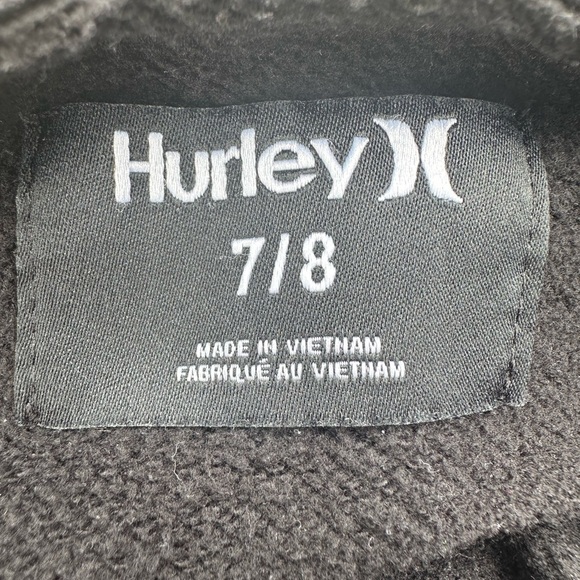 Hurley
7/8
MADE IN VIETNAM
FABRIQUÉ AU VIETNAM